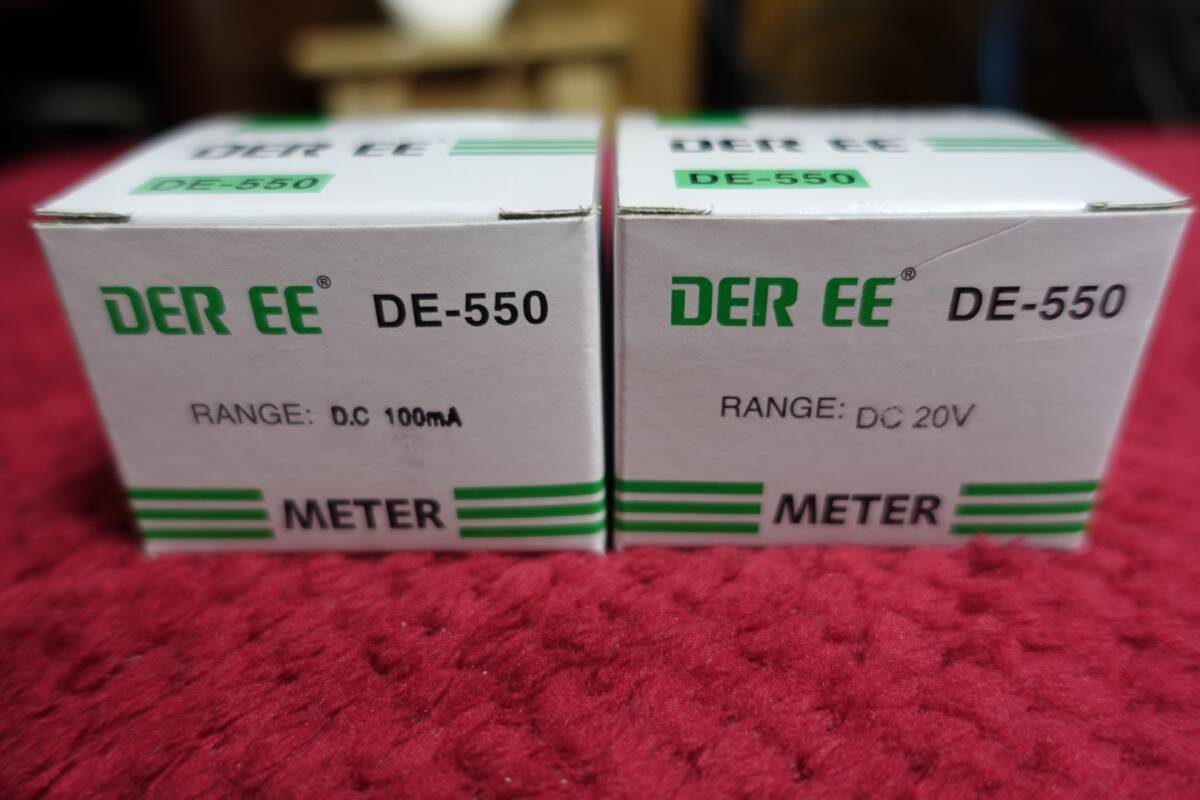 DER EE
DE-550
DER EE® DE-550
RANGE: D.C 100mA
METER
DER EE
DE-550
DER EE® DE-550
RANGE: DC 20V
METER